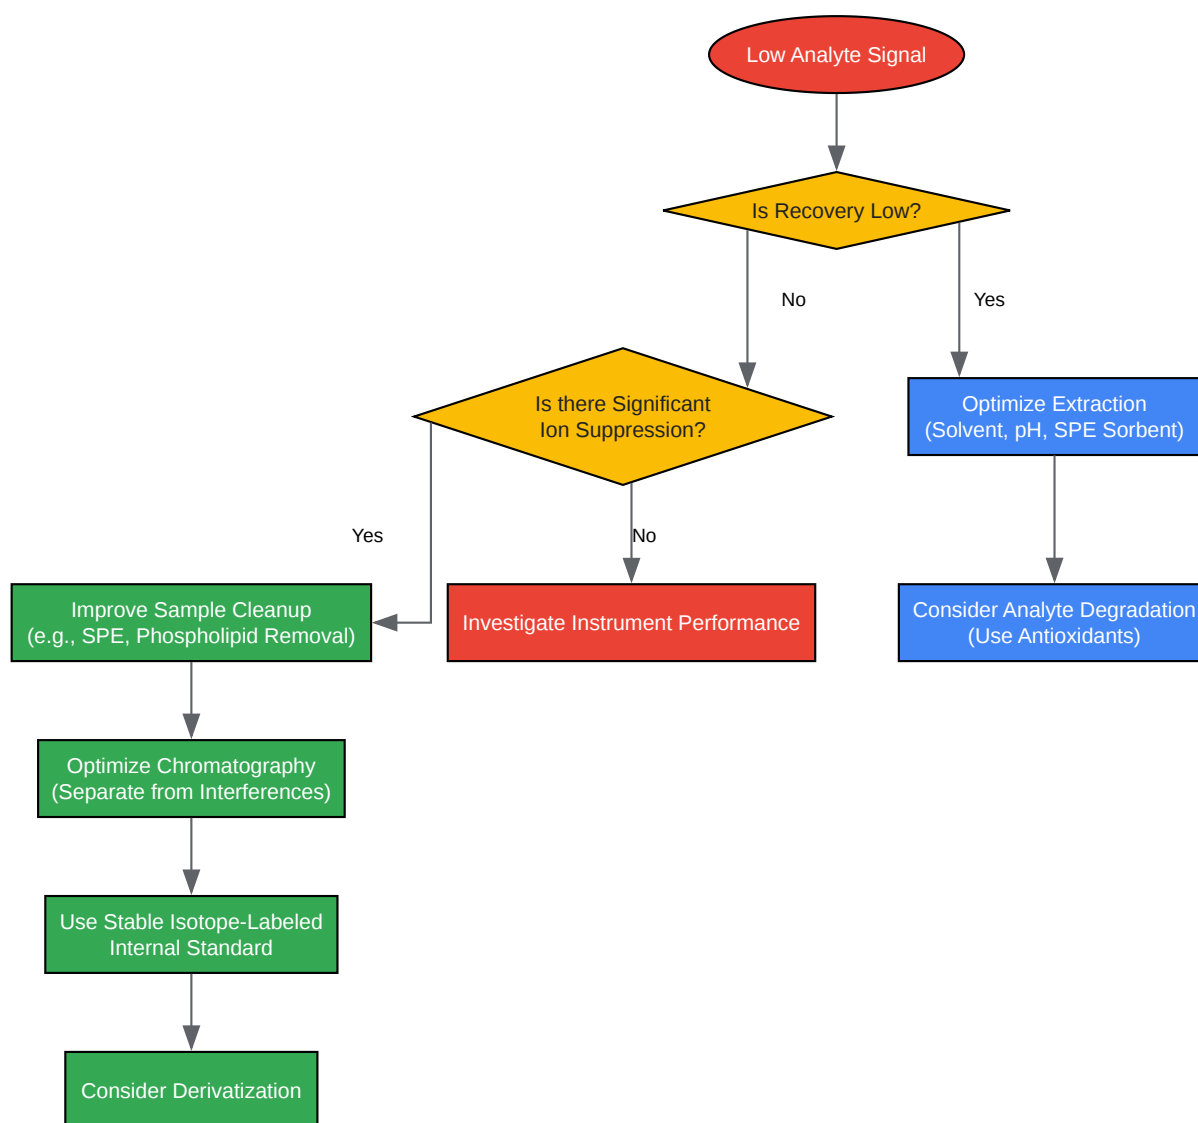 Low Analyte Signal
Is Recovery Low?
No
Yes
Is there Significant
Ion Suppression?
Optimize Extraction
(Solvent, pH, SPE Sorbent)
Yes
No
Improve Sample Cleanup
(e.g., SPE, Phospholipid Removal)
Investigate Instrument Performance
Consider Analyte Degradation
(Use Antioxidants)
Optimize Chromatography
(Separate from Interferences)
Use Stable Isotope-Labeled
Internal Standard
Consider Derivatization